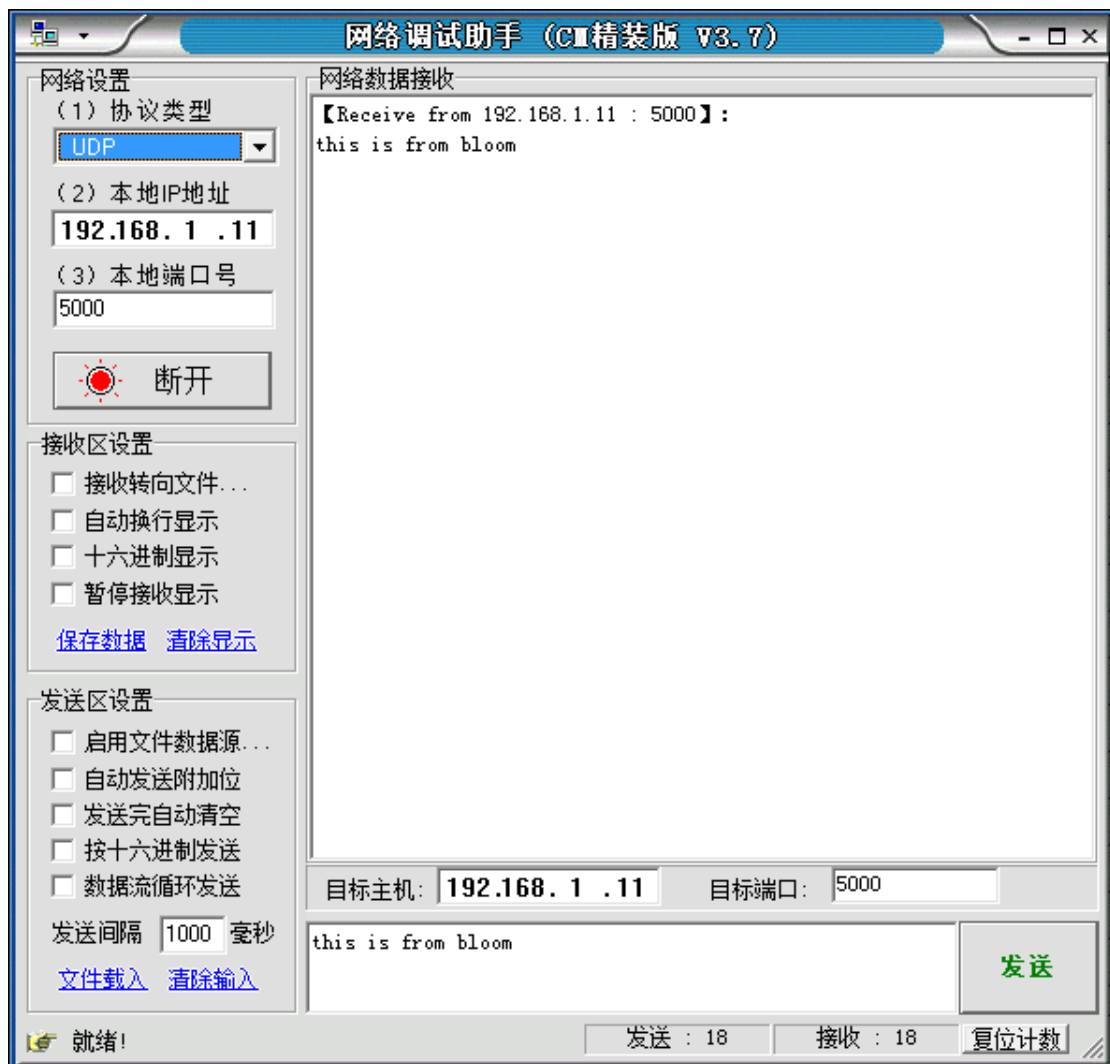 网络调试助手 (CⅢ精装版 V3.7)
网络设置
(1) 协议类型
UDP
(2) 本地IP地址
192.168. 1 .11
(3) 本地端口号
5000
断开
接收区设置
接收转向文件...
自动换行显示
十六进制显示
暂停接收显示
保存数据 清除显示
发送区设置
启用文件数据源...
自动发送附加位
发送完自动清空
按十六进制发送
数据流循环发送
发送间隔 1000 毫秒
文件载入 清除输入
网络数据接收
【Receive from 192.168.1.11 : 5000】:
this is from bloom
目标主机: 192.168. 1 .11 目标端口: 5000
this is from bloom
发送
就绪! 发送 : 18 接收 : 18 复位计数